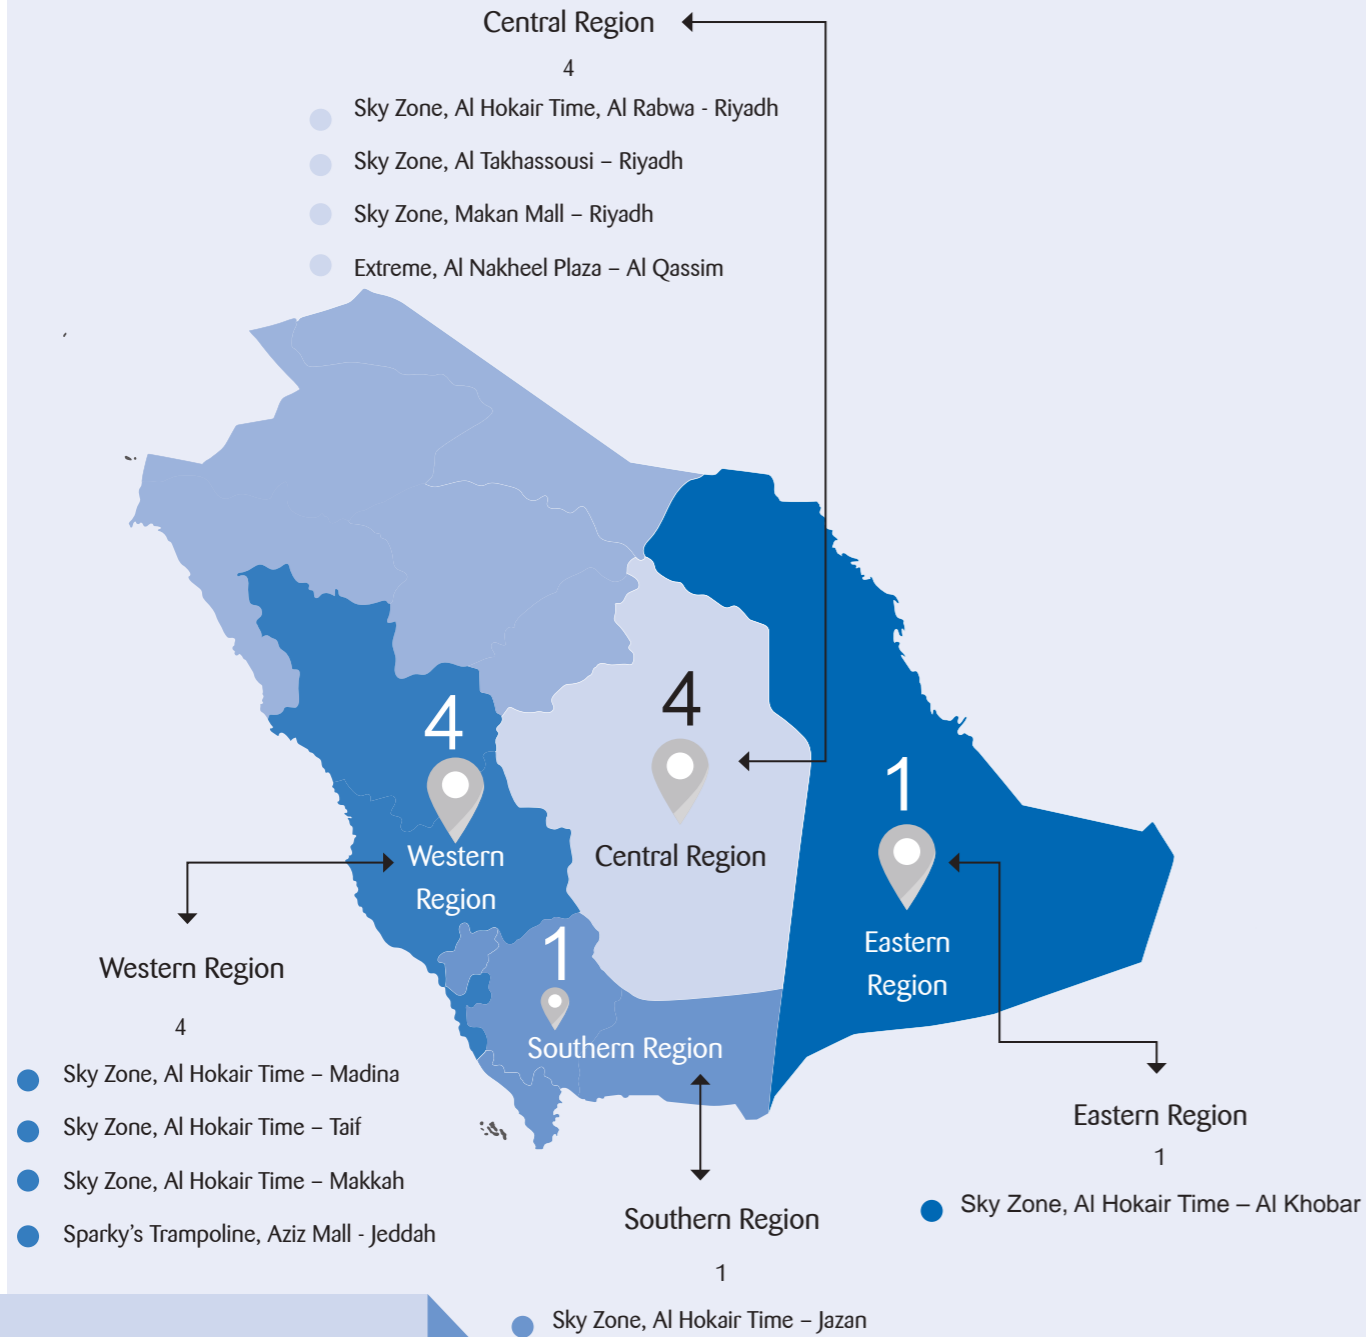 Central Region
4
Sky Zone, Al Hokair Time, Al Rabwa - Riyadh
Sky Zone, Al Takhassousi – Riyadh
Sky Zone, Makan Mall – Riyadh
Extreme, Al Nakheel Plaza – Al Qassim
4
Western
Region
4
Central Region
1
Eastern
Region
1
Southern Region
Western Region
4
Sky Zone, Al Hokair Time – Madina
Sky Zone, Al Hokair Time – Taif
Sky Zone, Al Hokair Time – Makkah
Sparky's Trampoline, Aziz Mall - Jeddah
Southern Region
1
Sky Zone, Al Hokair Time – Jazan
Eastern Region
1
Sky Zone, Al Hokair Time – Al Khobar